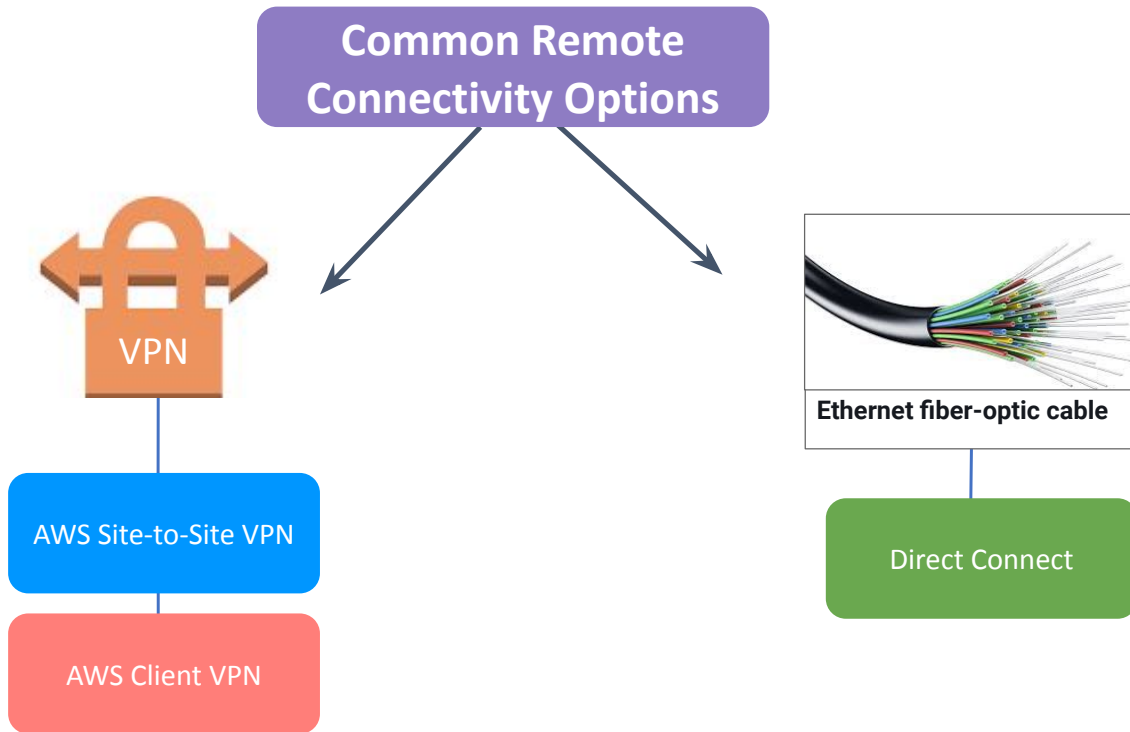 Common Remote
Connectivity Options
VPN
Ethernet fiber-optic cable
AWS Site-to-Site VPN
Direct Connect
AWS Client VPN